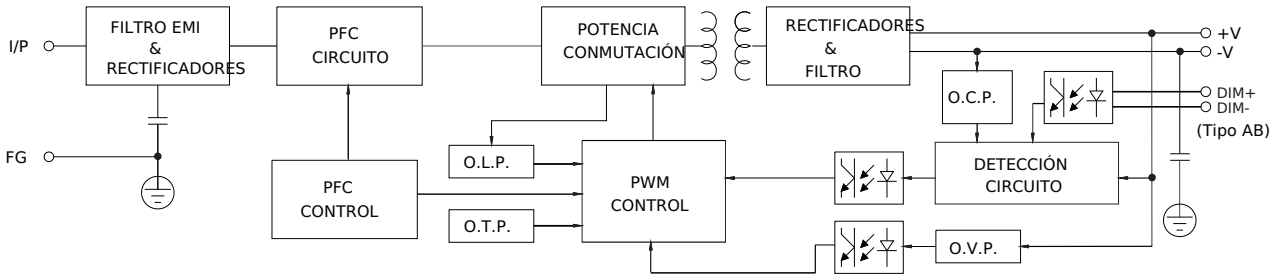 I/P
FILTRO EMI
&
RECTIFICADORES
PFC
CIRCUITO
POTENCIA
CONMUTACIÓN
RECTIFICADORES
&
FILTRO
+V
-V
O.C.P.
DIM+
DIM-
(Tipo AB)
FG
O.L.P.
DETECCIÓN
CIRCUITO
PFC
CONTROL
PWM
CONTROL
O.T.P.
O.V.P.